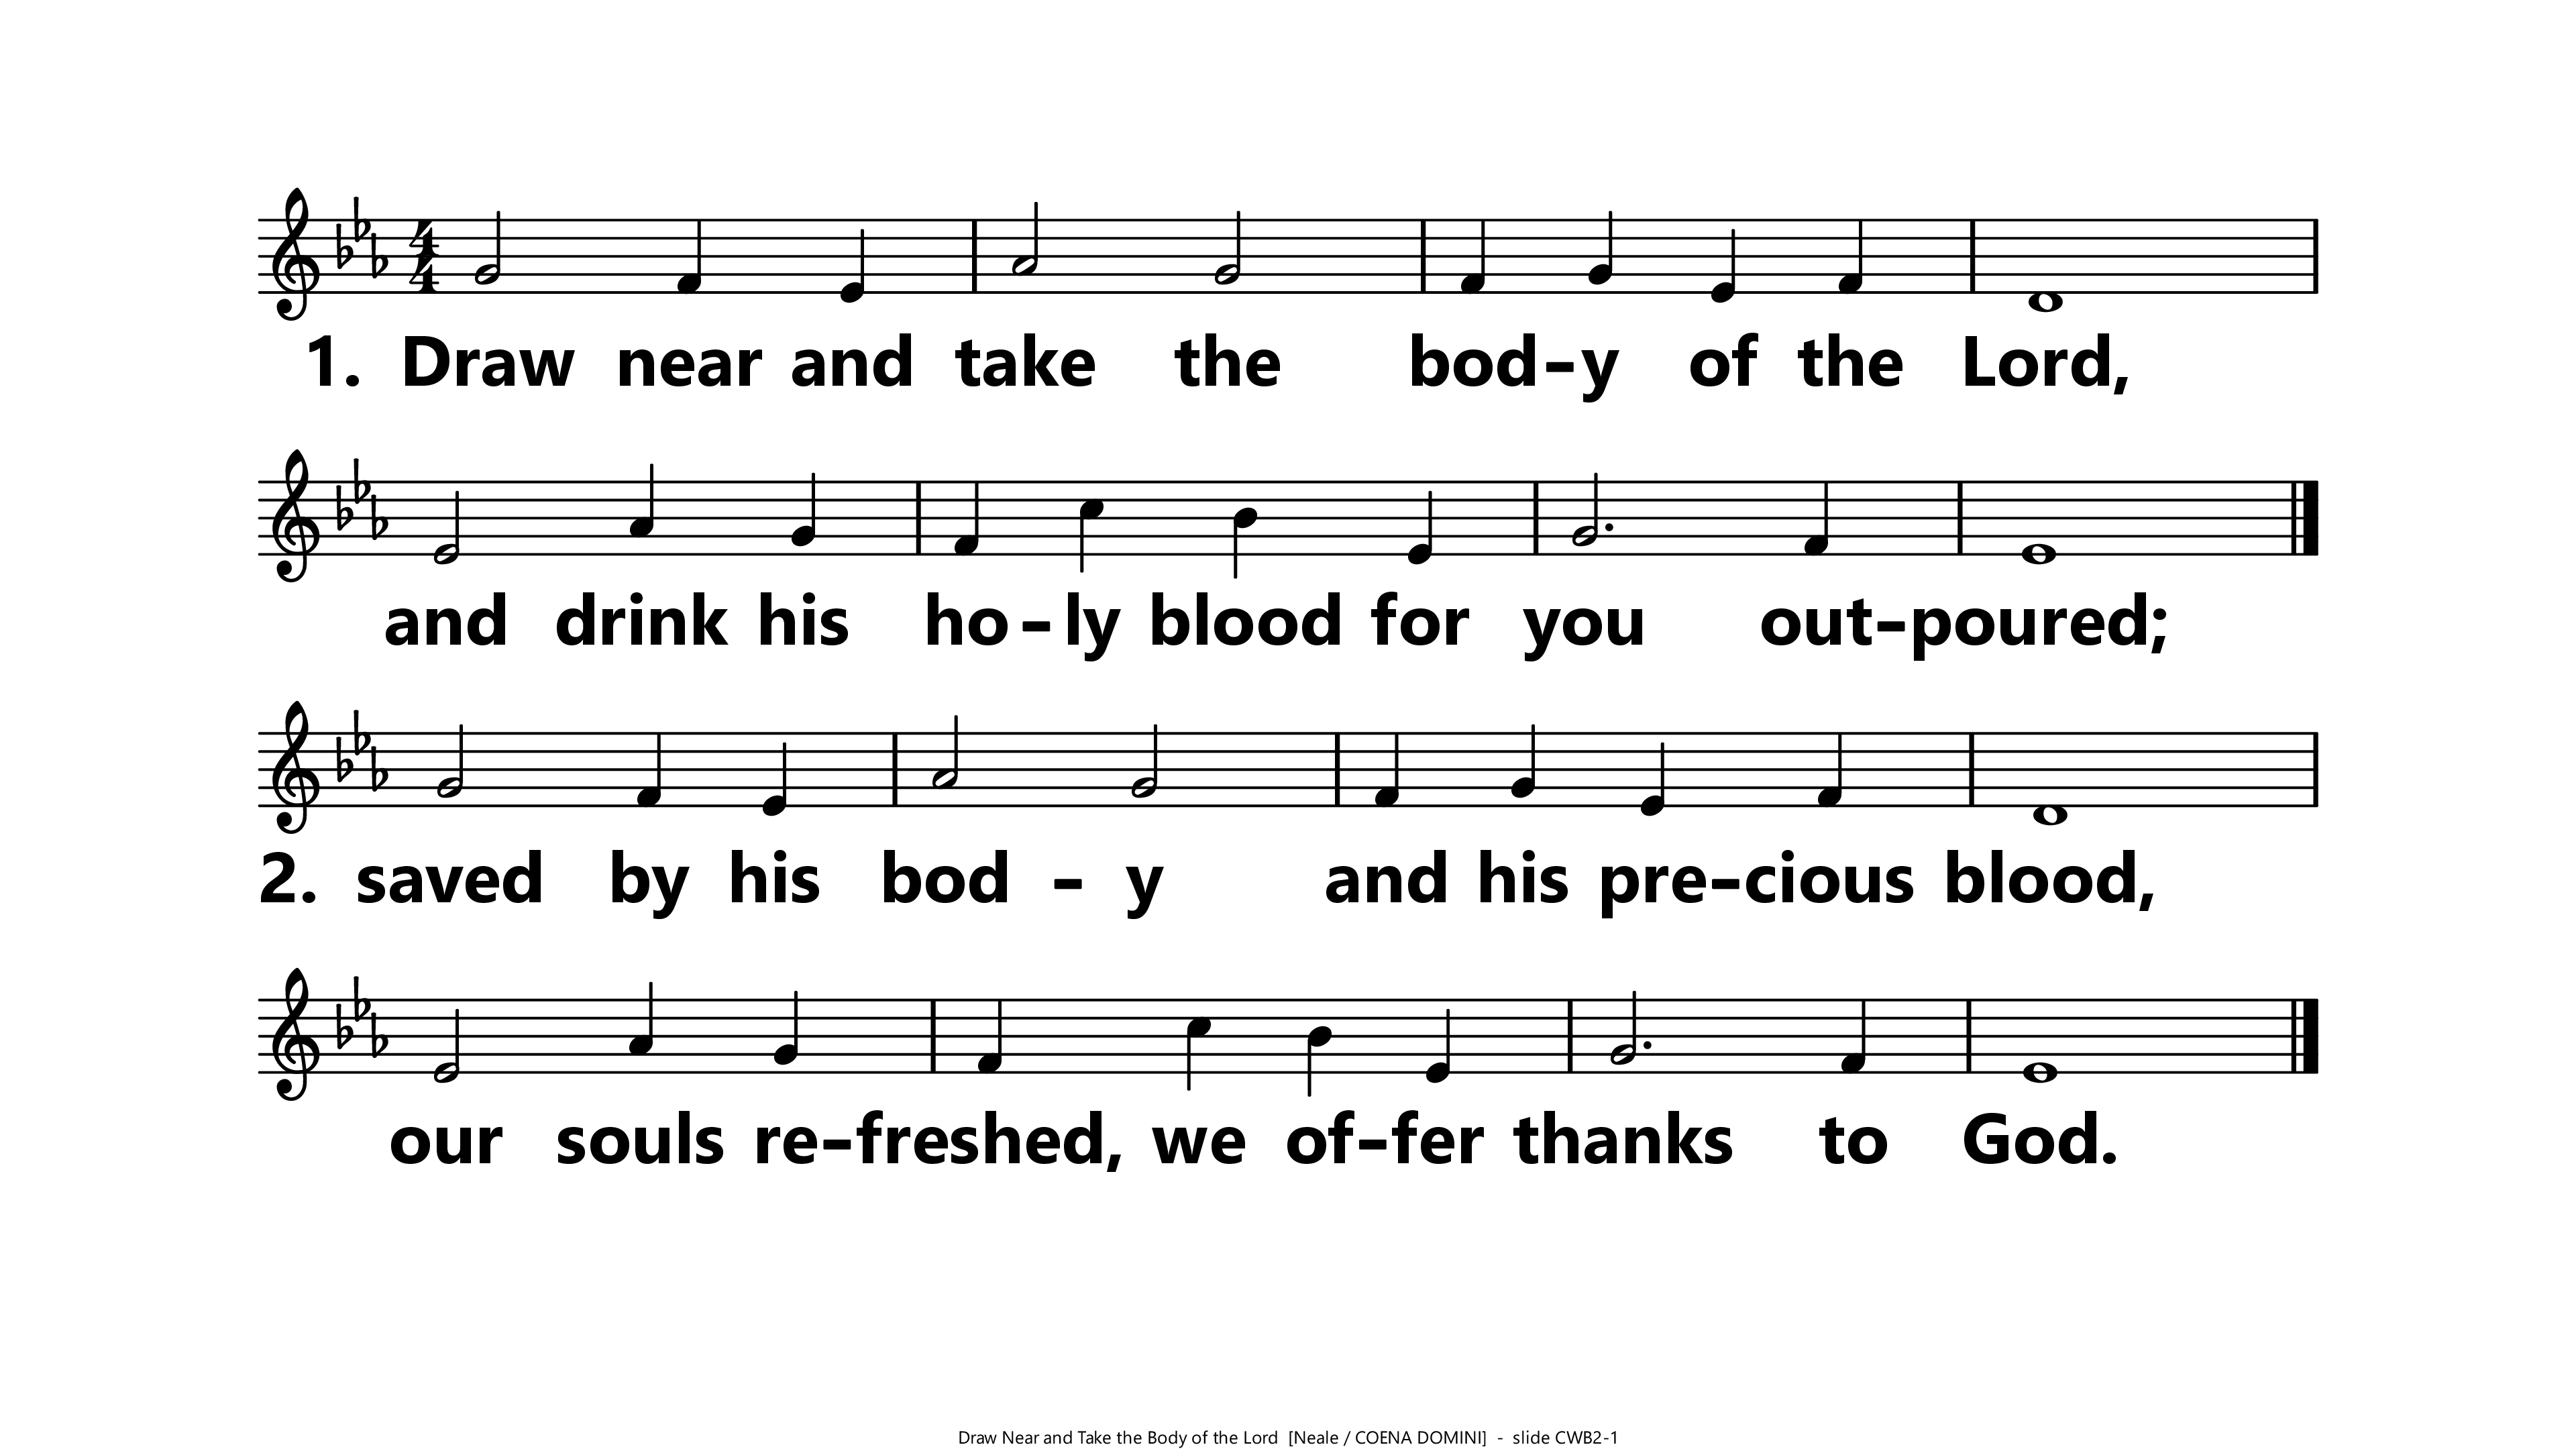 1. Draw near and take the bod-y of the Lord,
and drink his ho-ly blood for you out-poured;
2. saved by his bod - y and his pre-cious blood,
our souls re-freshed, we of-fer thanks to God.
Draw Near and Take the Body of the Lord [Neale / COENA DOMINI] - slide CWB2-1